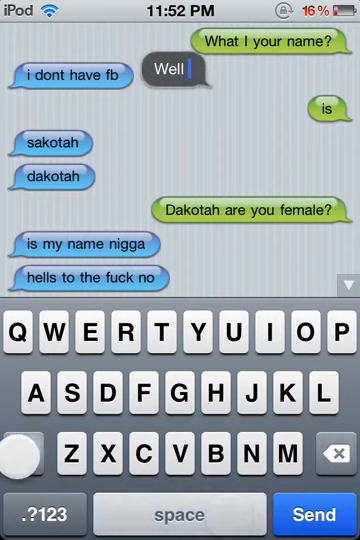 iPod 11:52 PM 16%
What I your name?
i dont have fb
Well
is
sakotah
dakotah
Dakotah are you female?
is my name nigga
hells to the fuck no
Q W E R T Y U I O P
A S D F G H J K L
Z X C V B N M
.?123 space Send